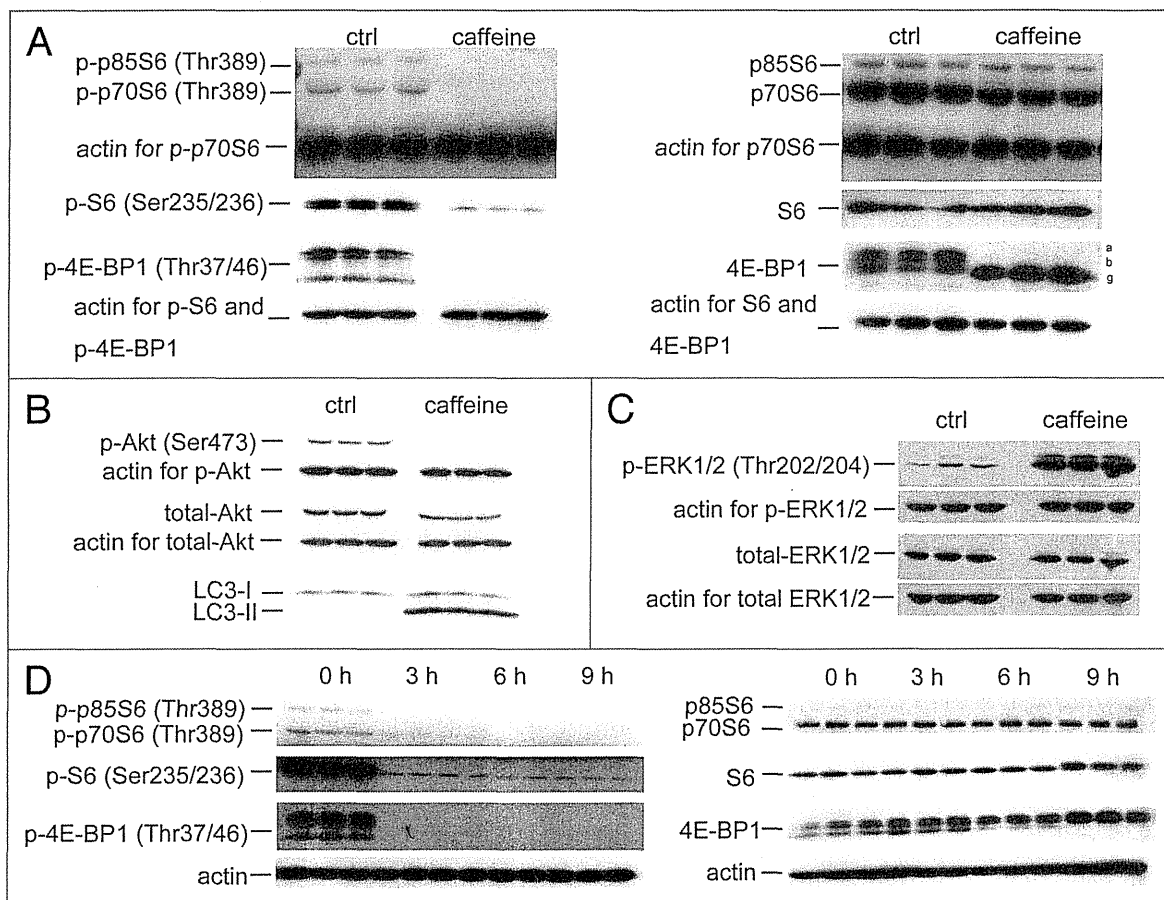 A
ctrl caffeine
p-p85S6 (Thr389)
p-p70S6 (Thr389)
actin for p-p70S6
p-S6 (Ser235/236)
p-4E-BP1 (Thr37/46)
actin for p-S6 and
p-4E-BP1
ctrl caffeine
p85S6
p70S6
actin for p70S6
S6
4E-BP1
a
b
g
actin for S6 and
4E-BP1
B
ctrl caffeine
p-Akt (Ser473)
actin for p-Akt
total-Akt
actin for total-Akt
LC3-I
LC3-II
C
ctrl caffeine
p-ERK1/2 (Thr202/204)
actin for p-ERK1/2
total-ERK1/2
actin for total ERK1/2
D
0 h 3 h 6 h 9 h
p-p85S6 (Thr389)
p-p70S6 (Thr389)
p-S6 (Ser235/236)
p-4E-BP1 (Thr37/46)
actin
0 h 3 h 6 h 9 h
p85S6
p70S6
S6
4E-BP1
actin